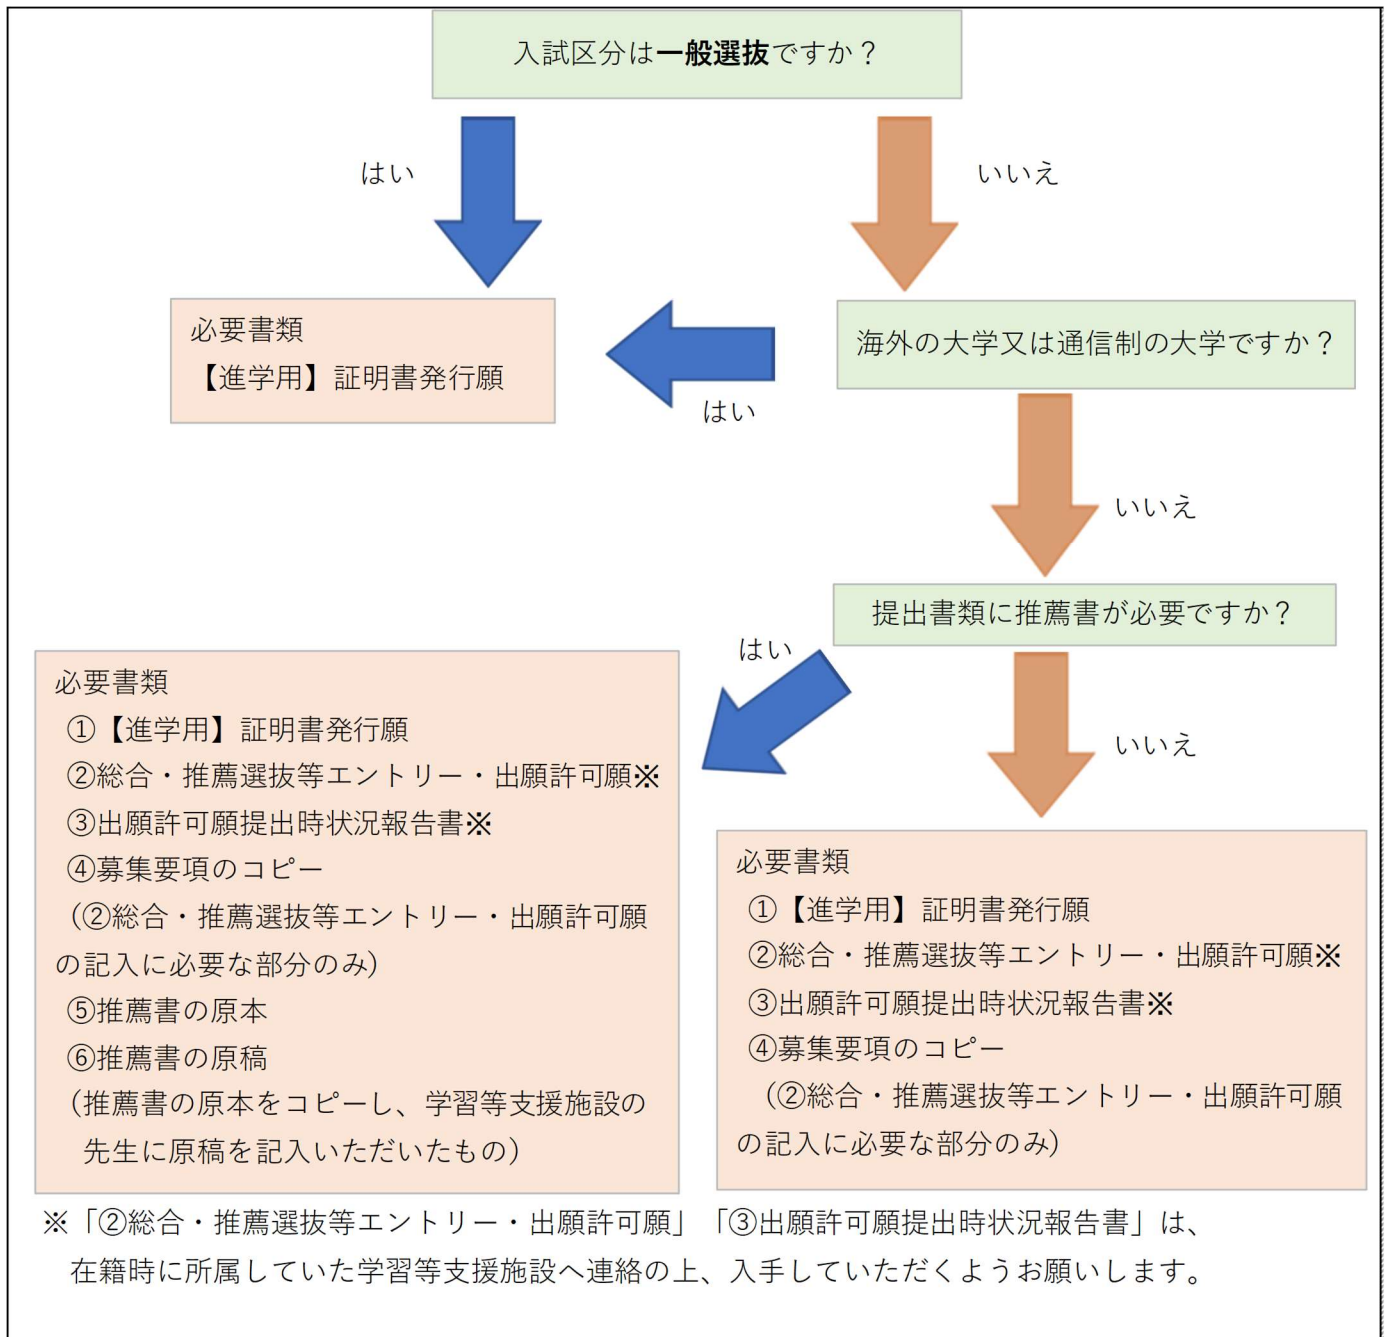 入試区分は一般選抜ですか？
はい
いいえ
必要書類
【進学用】証明書発行願
はい
海外の大学又は通信制の大学ですか？
いいえ
提出書類に推薦書が必要ですか？
はい
いいえ
必要書類
①【進学用】証明書発行願
②総合・推薦選抜等エントリー・出願許可願※
③出願許可願提出時状況報告書※
④募集要項のコピー
（②総合・推薦選抜等エントリー・出願許可願
の記入に必要な部分のみ）
⑤推薦書の原本
⑥推薦書の原稿
（推薦書の原本をコピーし、学習等支援施設の
先生に原稿を記入いただいたもの）
必要書類
①【進学用】証明書発行願
②総合・推薦選抜等エントリー・出願許可願※
③出願許可願提出時状況報告書※
④募集要項のコピー
（②総合・推薦選抜等エントリー・出願許可願
の記入に必要な部分のみ）
※「②総合・推薦選抜等エントリー・出願許可願」「③出願許可願提出時状況報告書」は、
在籍時に所属していた学習等支援施設へ連絡の上、入手していただくようお願いします。